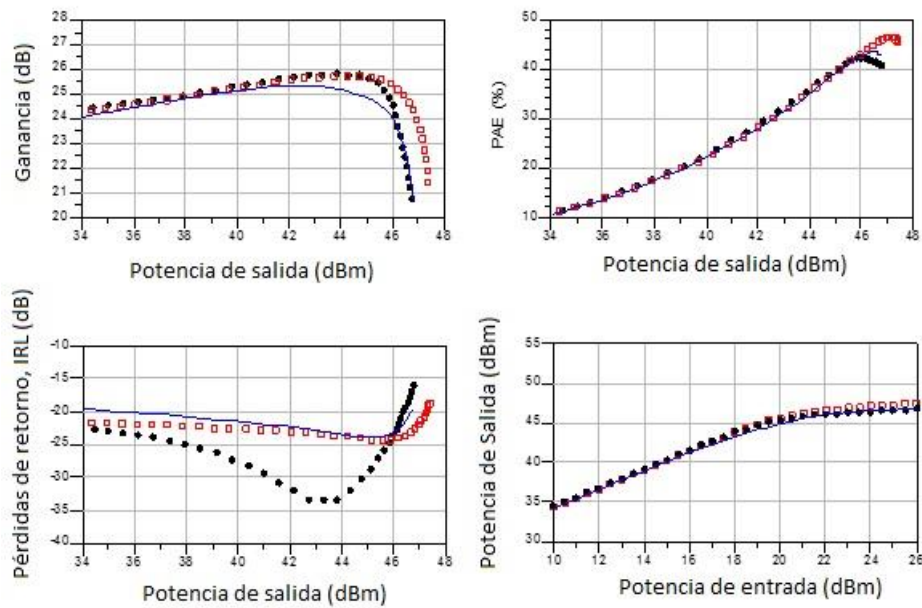 Ganancia (dB)
28
27
26
25
24
23
22
21
20
34 36 38 40 42 44 46 48
Potencia de salida (dBm)
PAE (%)
50
40
30
20
10
34 36 38 40 42 44 46 48
Potencia de salida (dBm)
Pérdidas de retorno, IRL (dB)
-10
-15
-20
-25
-30
-35
-40
34 36 38 40 42 44 46 48
Potencia de salida (dBm)
Potencia de Salida (dBm)
55
50
45
40
35
30
10 12 14 16 18 20 22 24 26
Potencia de entrada (dBm)